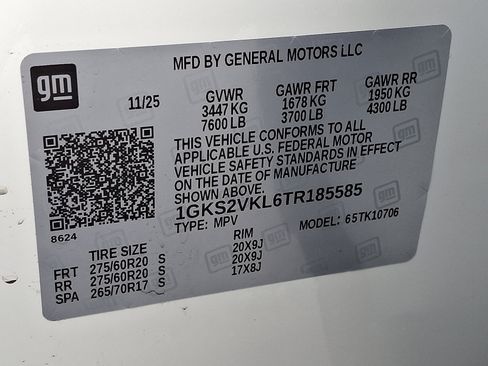 MFD BY GENERAL MOTORS LLC
gm
11/25 GVWR GAWR FRT GAWR RR
3447 KG 1678 KG 1950 KG
7600 LB 3700 LB 4300 LB
THIS VEHICLE CONFORMS TO ALL
APPLICABLE U.S. FEDERAL MOTOR
VEHICLE SAFETY STANDARDS IN EFFECT
ON THE DATE OF MANUFACTURE
SHOWN ABOVE.
1GKS2VKL6TR185585
8624
TYPE: MPV MODEL: 65TK10706
TIRE SIZE RIM
FRT 275/60R20 S 20X9J
RR 275/60R20 S 20X9J
SPA 265/70R17 S 17X8J